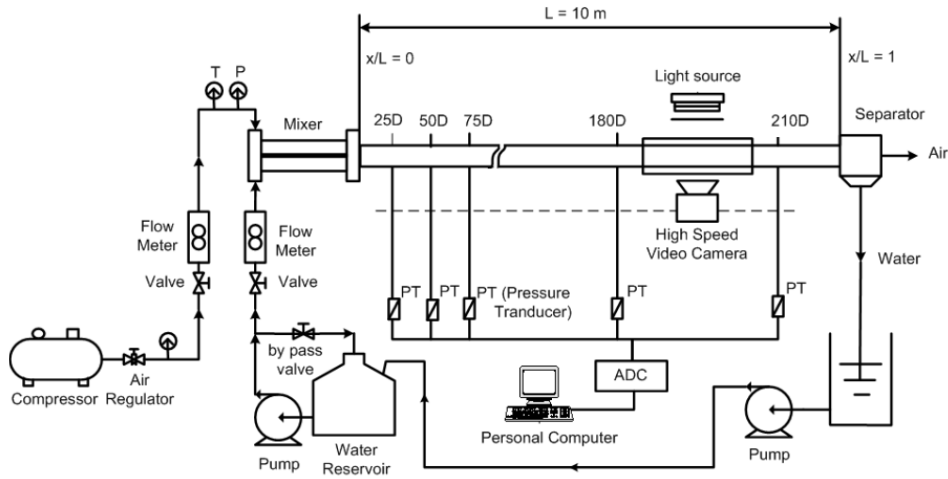 L = 10 m
x/L = 0
x/L = 1
T
P
Mixer
Light source
25D
50D
75D
180D
210D
Separator
Air
Flow
Meter
Flow
Meter
High Speed
Video Camera
Water
Valve
Valve
PT
PT
PT (Pressure
Tranducer)
PT
PT
by pass
valve
Air
Regulator
Compressor
ADC
Personal Computer
Pump
Water
Reservoir
Pump